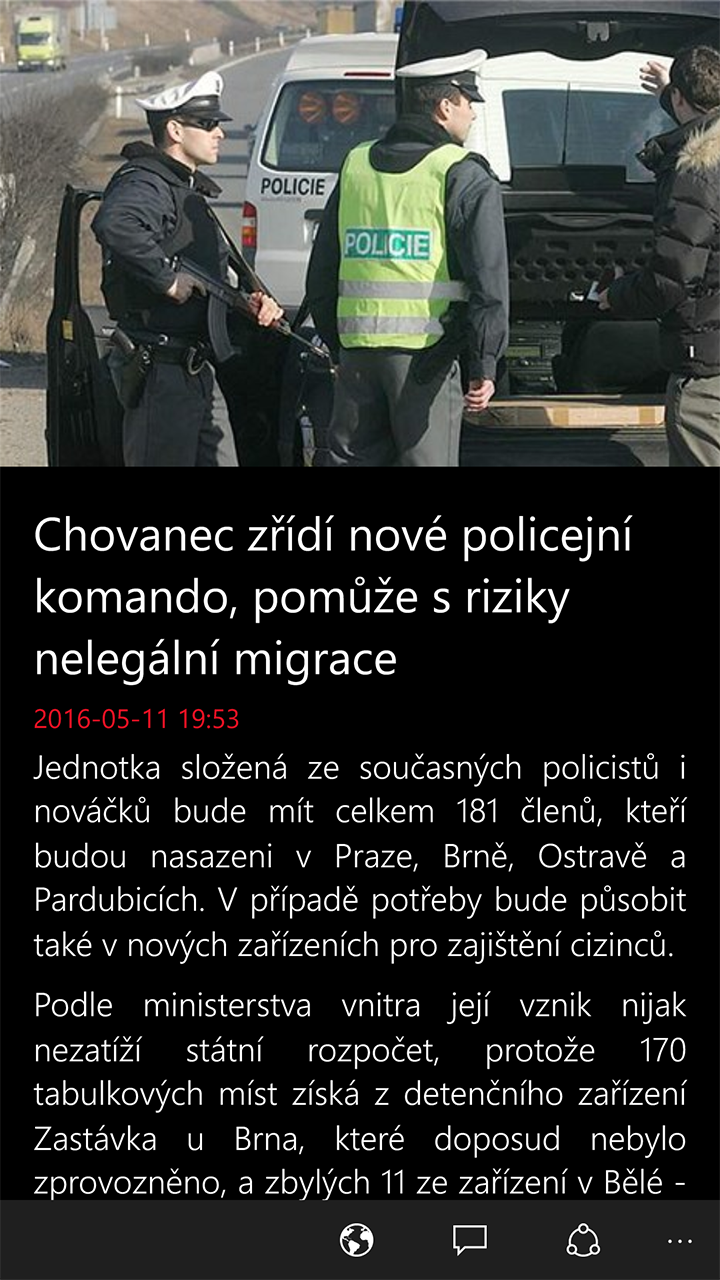 POLICIE
POLICIE
Chovanec zřídí nové policejní
komando, pomůže s riziky
nelegální migrace
2016-05-11 19:53
Jednotka složená ze současných policistů i
nováčků bude mít celkem 181 členů, kteří
budou nasazeni v Praze, Brně, Ostravě a
Pardubicích. V případě potřeby bude působit
také v nových zařízeních pro zajištění cizinců.
Podle ministerstva vnitra její vznik nijak
nezatíží státní rozpočet, protože 170
tabulkových míst získá z detenčního zařízení
Zastávka u Brna, které doposud nebylo
zprovozněno, a zbylých 11 ze zařízení v Bělé -